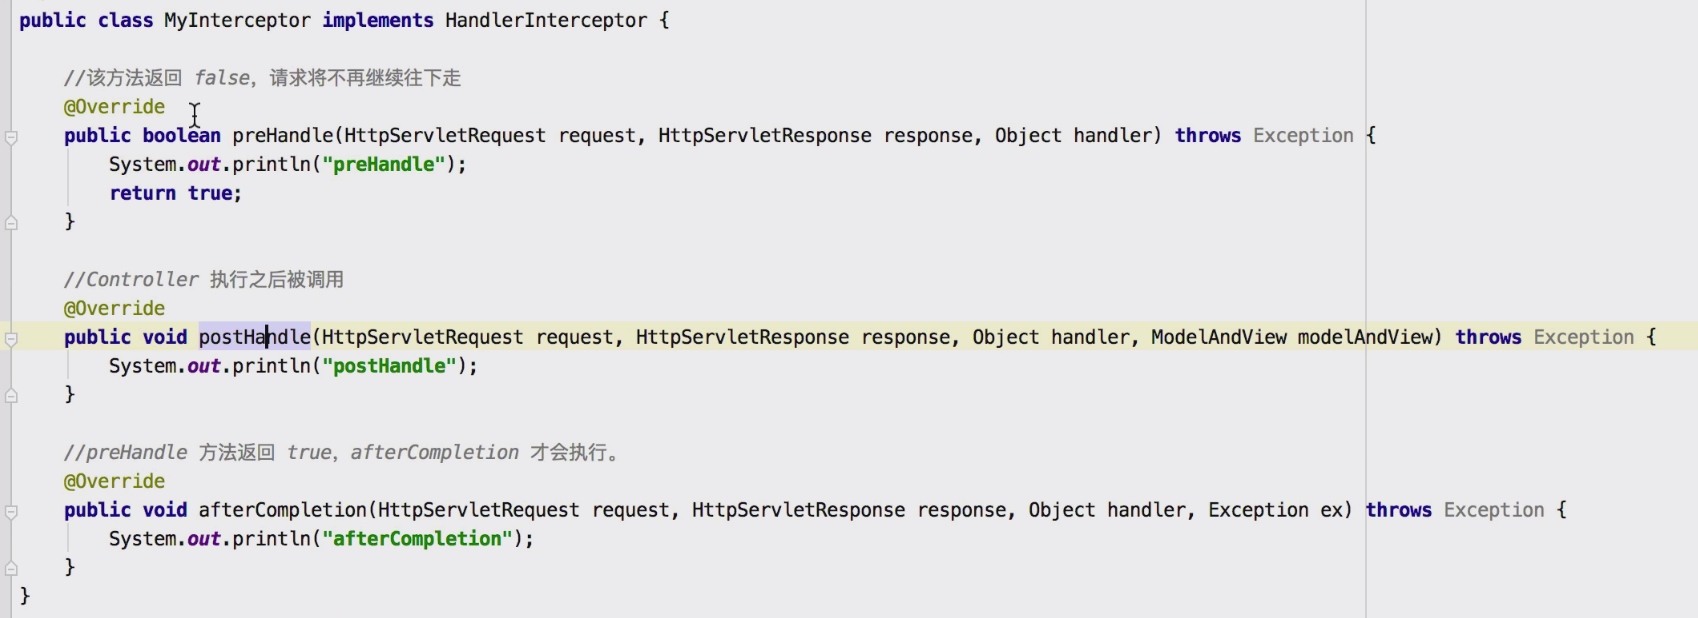 public class MyInterceptor implements HandlerInterceptor {
//该方法返回 false，请求将不再继续往下走
@Override
public boolean preHandle(HttpServletRequest request, HttpServletResponse response, Object handler) throws Exception {
System.out.println("preHandle");
return true;
}
//Controller 执行之后被调用
@Override
public void postHandle(HttpServletRequest request, HttpServletResponse response, Object handler, ModelAndView modelAndView) throws Exception {
System.out.println("postHandle");
}
//preHandle 方法返回 true，afterCompletion 才会执行。
@Override
public void afterCompletion(HttpServletRequest request, HttpServletResponse response, Object handler, Exception ex) throws Exception {
System.out.println("afterCompletion");
}
}